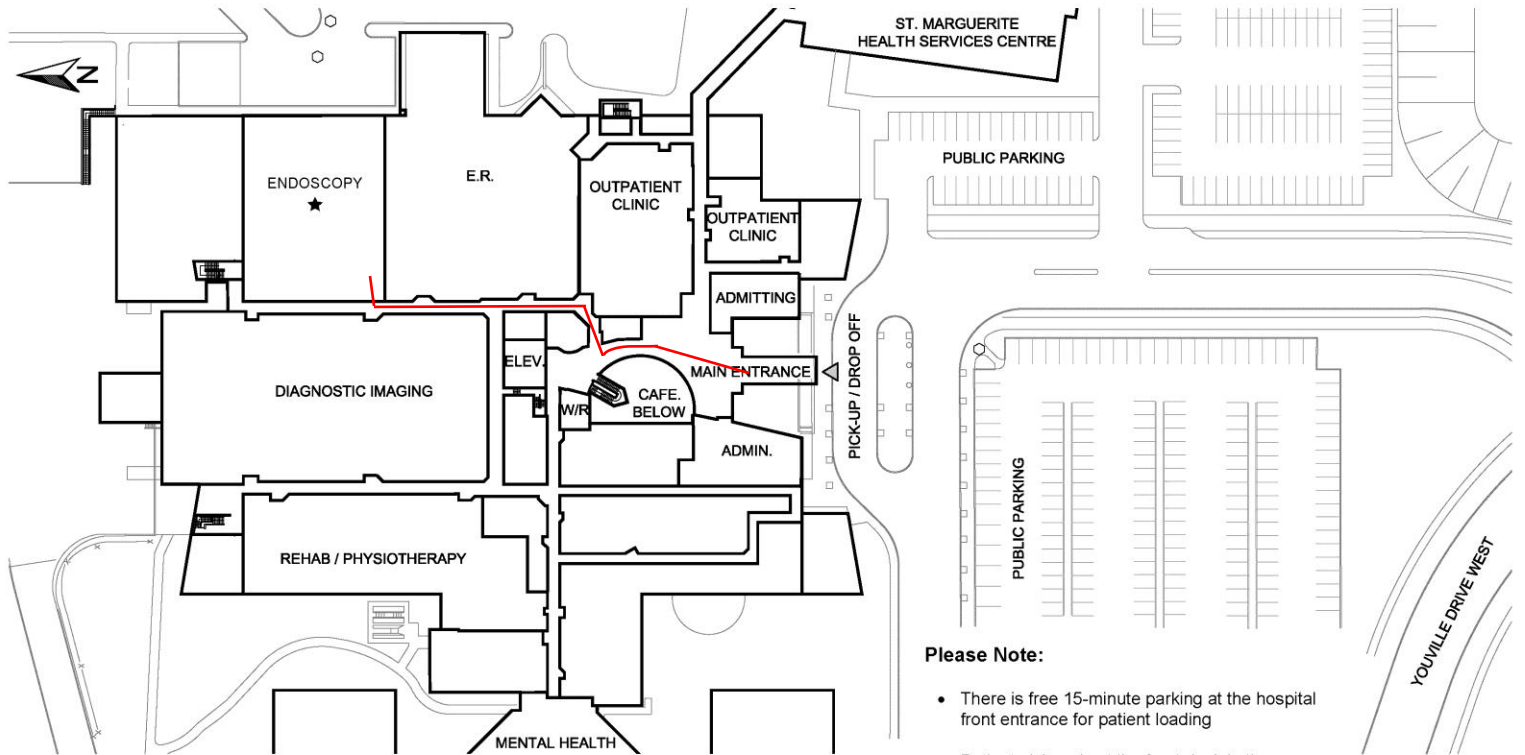 ST. MARGUERITE
HEALTH SERVICES CENTRE
N
PUBLIC PARKING
ENDOSCOPY
E.R.
OUTPATIENT
CLINIC
OUTPATIENT
CLINIC
ADMITTING
PICK-UP / DROP OFF
ELEV.
MAIN ENTRANCE
DIAGNOSTIC IMAGING
W/R
CAFE.
BELOW
ADMIN.
PUBLIC PARKING
REHAB / PHYSIOTHERAPY
YOUVILLE DRIVE WEST
MENTAL HEALTH
Please Note:
• There is free 15-minute parking at the hospital
front entrance for patient loading